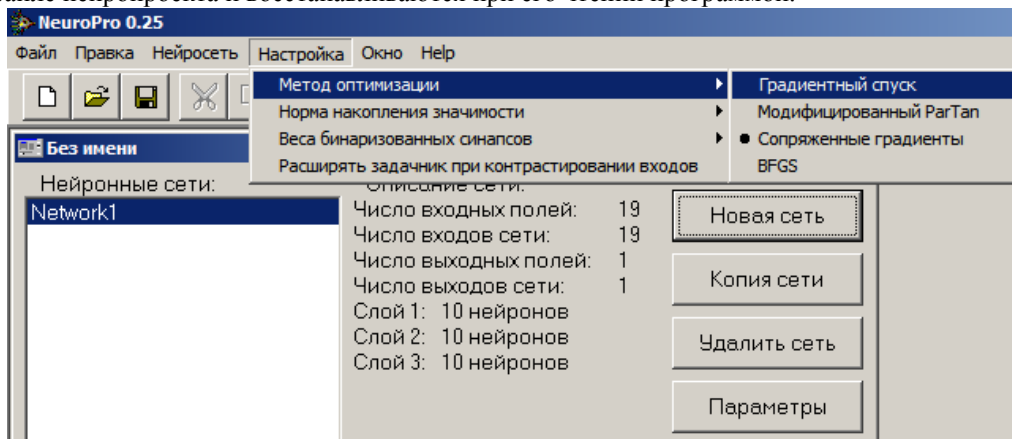 NeuroPro 0.25
Файл Правка Нейросеть Настройка Окно Help
Метод оптимизации
Норма накопления значимости
Веса бинаризованных синапсов
Расширять задачник при контрастировании входов
Градиентный спуск
Модифицированный ParTan
Сопряженные градиенты
BFGS
Без имени
Нейронные сети:
Network1
Описание сети:
Число входных полей: 19
Число входов сети: 19
Число выходных полей: 1
Число выходов сети: 1
Слой 1: 10 нейронов
Слой 2: 10 нейронов
Слой 3: 10 нейронов
Новая сеть
Копия сети
Удалить сеть
Параметры